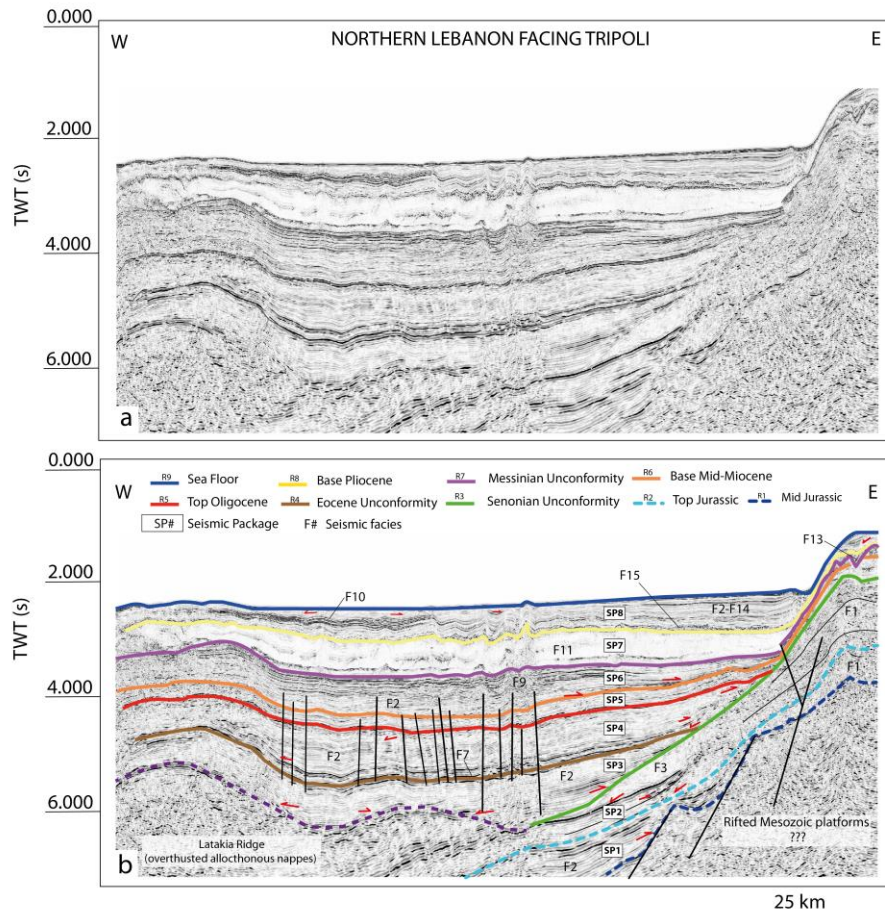 0.000
W
NORTHERN LEBANON FACING TRIPOLI
E
2.000
TWT (s)
4.000
6.000
a
0.000
R9 Sea Floor
R8 Base Pliocene
R7 Messinian Unconformity
R6 Base Mid-Miocene
W
E
R5 Top Oligocene
R4 Eocene Unconformity
R3 Senonian Unconformity
R2 Top Jurassic
R1 Mid Jurassic
SP# Seismic Package
F# Seismic facies
F13
F15
2.000
F10
SP8
F2-F14
F1
TWT (s)
F11
SP7
F9
SP6
F1
4.000
F2
SP5
SP4
F2
F7
SP3
F2
F3
6.000
SP2
Rifted Mesozoic platforms
???
Latakia Ridge
(overthusted allocthonous nappes)
SP1
F2
b
25 km